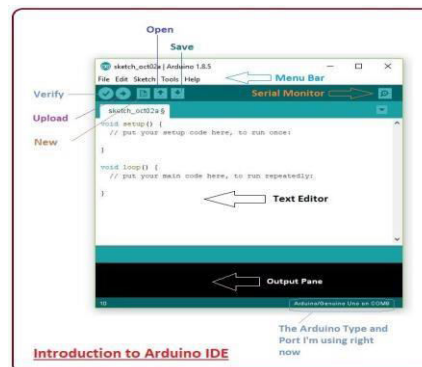 Open
Save
sketch_oct02a | Arduino 1.8.5
File Edit Sketch Tools Help
Menu Bar
Verify
Serial Monitor
Upload
sketch_oct02a §
New
void setup() {
// put your setup code here, to run once:
}
void loop() {
// put your main code here, to run repeatedly:
}
Text Editor
Output Pane
10
Arduino/Genuino Uno on COM8
The Arduino Type and
Port I'm using right
now
Introduction to Arduino IDE